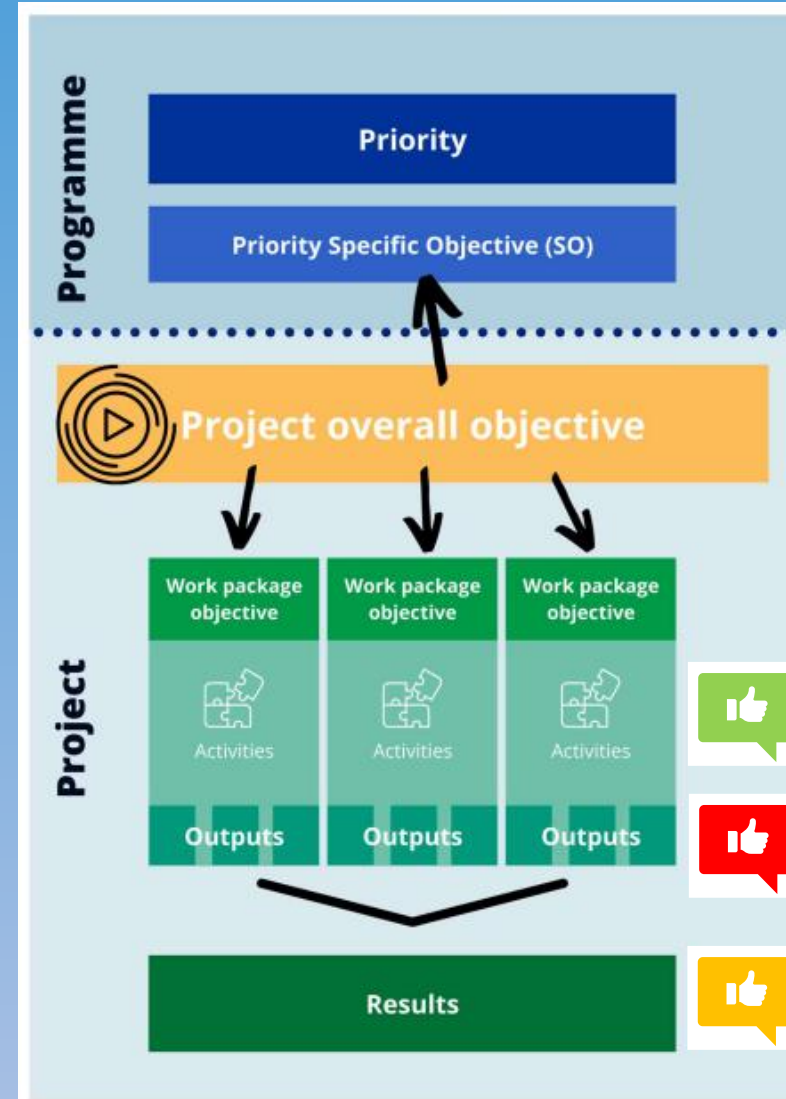 Programme
Priority
Priority Specific Objective (SO)
Project overall objective
Project
Work package
objective
Work package
objective
Work package
objective
Activities
Activities
Activities
Outputs
Outputs
Outputs
Results